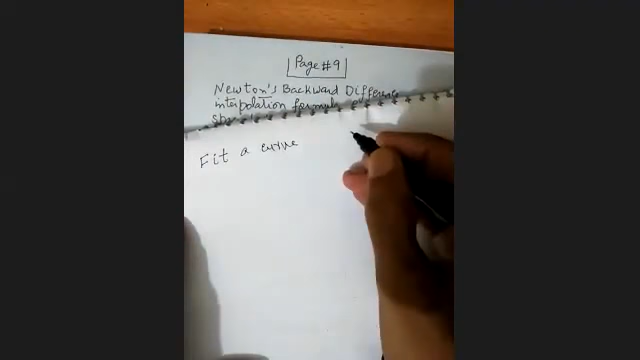 Page # 9
Newton's Backward Difference
interpolation formula
Fit a curve